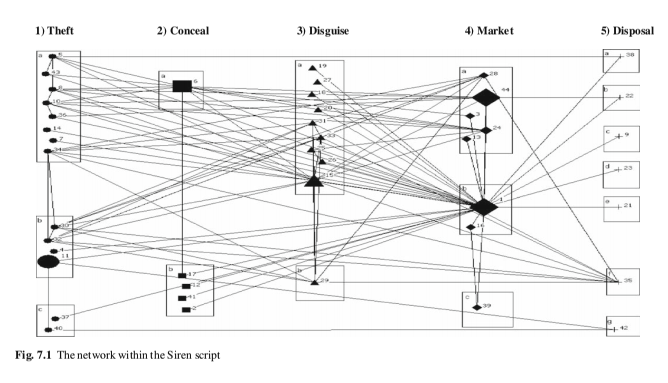 1) Theft 2) Conceal 3) Disguise 4) Market 5) Disposal
a 5 a 6 a 19 a 28 a 38
43 27 44 b 22
8 18 3 c 9
10 20 24 d 23
36 31 13 e 21
14 33 b 1 35
7 26 16 g 42
34 215 c 39
b 30 b 17 29
32 12
4 41
11 2
c 37
40
Fig. 7.1 The network within the Siren script